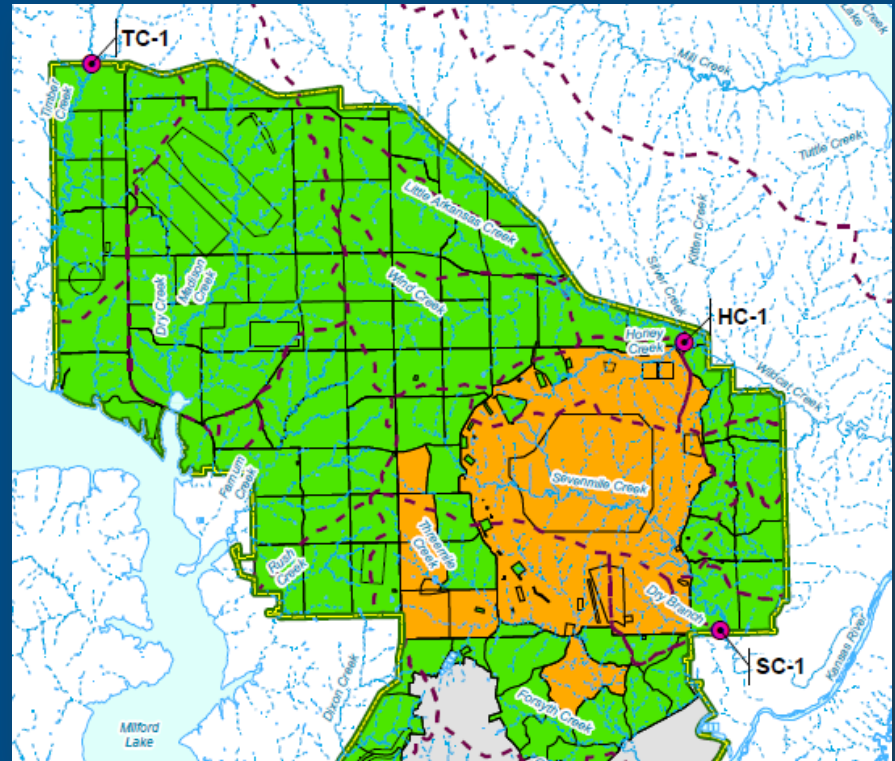 Creek
Lake
TC-1
Mill Creek
Timber
Creek
Tuttle Creek
Kitten Creek
Little Arkansas Creek
Silver Creek
Wind Creek
Madison
Creek
Dry Creek
HC-1
Honey
Creek
Wildcat Creek
Farnum
Creek
Sevenmile Creek
Threemile
Creek
Rush
Creek
Dry Branch
Kansas River
SC-1
Dixon Creek
Forsyth Creek
Milford
Lake